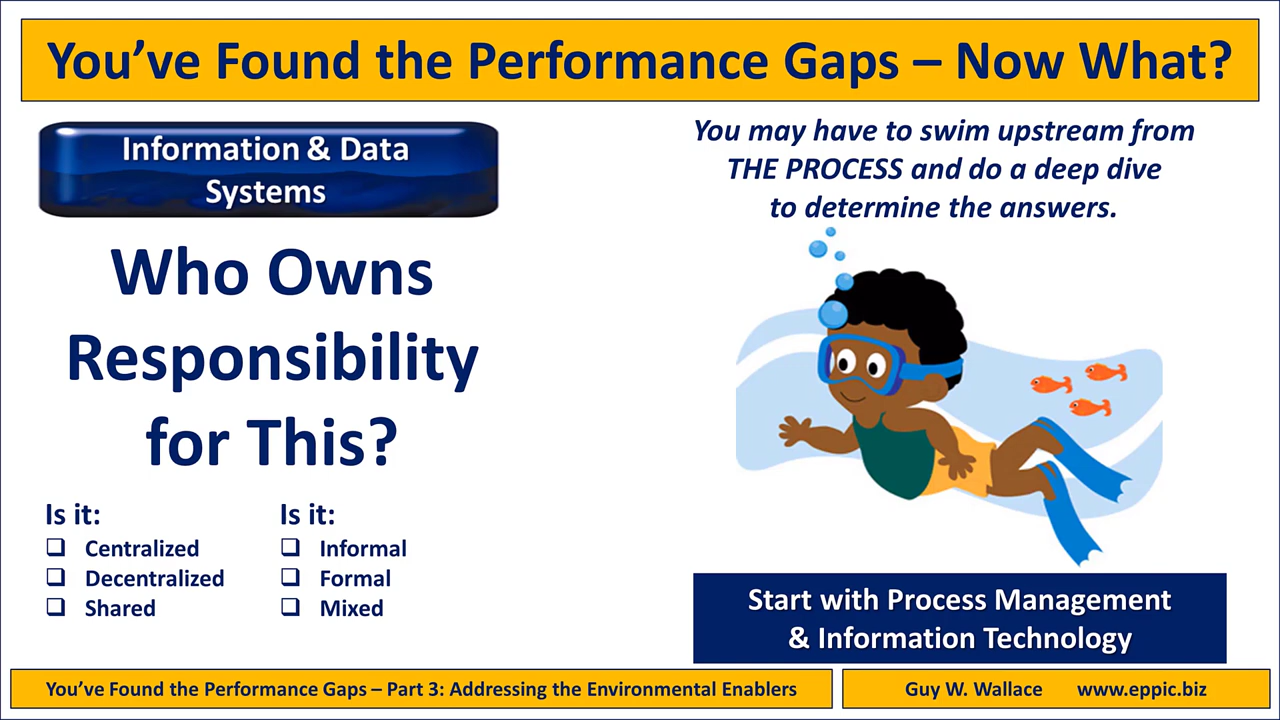 You’ve Found the Performance Gaps – Now What?
Information & Data
Systems
Who Owns
Responsibility
for This?
Is it:
❑ Centralized
❑ Decentralized
❑ Shared
Is it:
❑ Informal
❑ Formal
❑ Mixed
You may have to swim upstream from
THE PROCESS and do a deep dive
to determine the answers.
Start with Process Management
& Information Technology
You’ve Found the Performance Gaps – Part 3: Addressing the Environmental Enablers
Guy W. Wallace www.eppic.biz